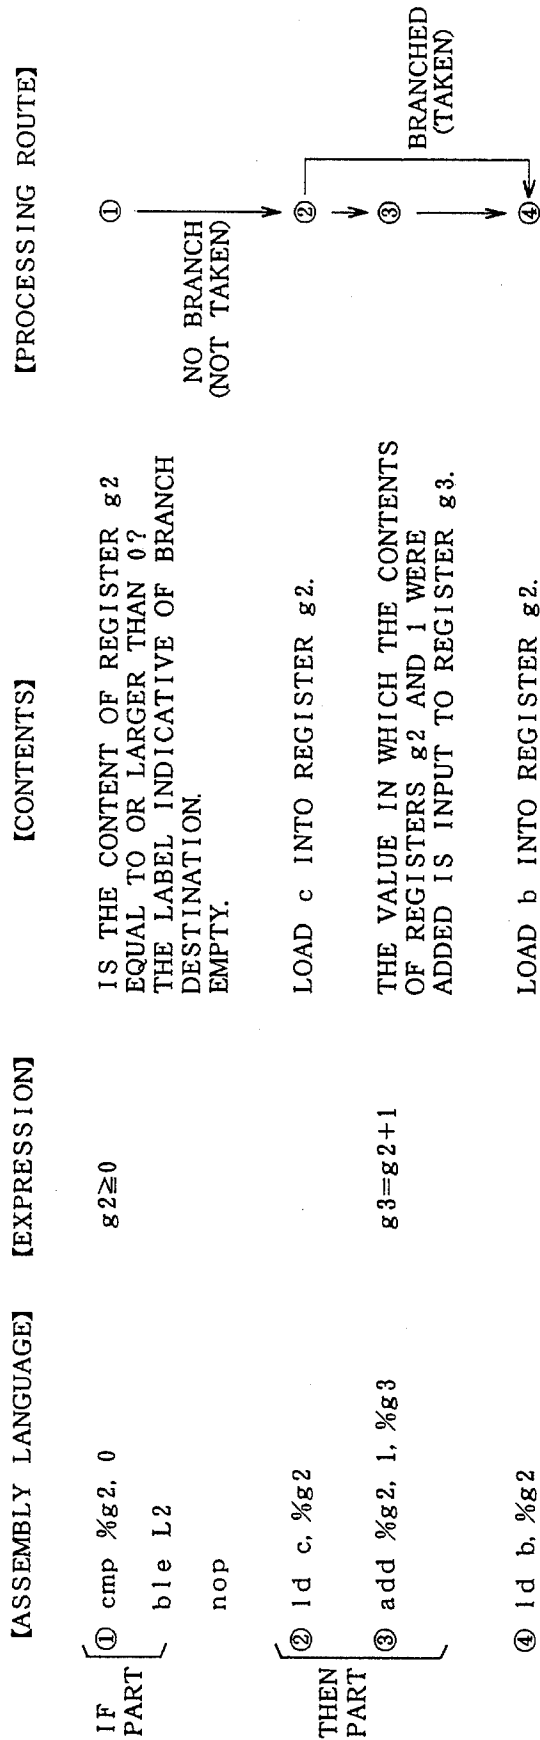 【ASSEMBLY LANGUAGE】 【EXPRESSION】 【CONTENTS】 【PROCESSING ROUTE】
IF
PART
① cmp %g2, 0
ble L2
nop
g2≧0
IS THE CONTENT OF REGISTER g2
EQUAL TO OR LARGER THAN 0?
THE LABEL INDICATIVE OF BRANCH
DESTINATION.
EMPTY.
①
NO BRANCH
(NOT TAKEN)
THEN
PART
② ld c, %g2
LOAD c INTO REGISTER g2.
②
③ add %g2, 1, %g3
g3=g2+1
THE VALUE IN WHICH THE CONTENTS
OF REGISTERS g2 AND 1 WERE
ADDED IS INPUT TO REGISTER g3.
③
BRANCHED
(TAKEN)
④ ld b, %g2
LOAD b INTO REGISTER g2.
④